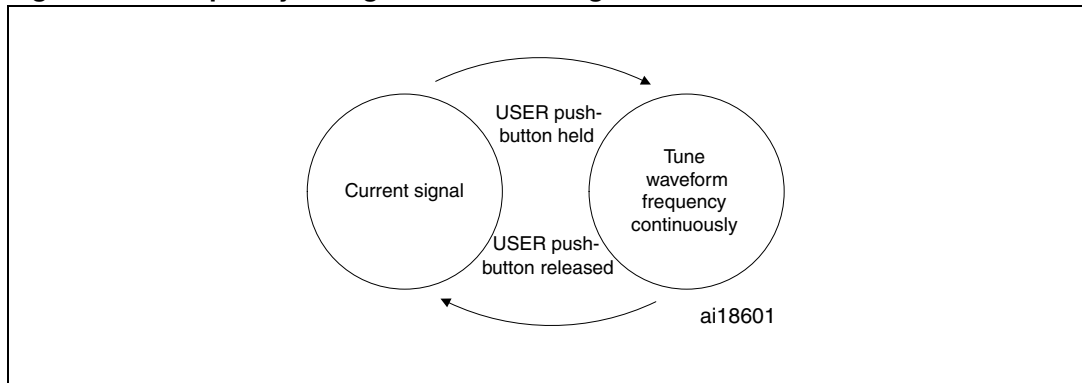 USER push-
button held
Current signal
Tune
waveform
frequency
continuously
USER push-
button released
ai18601